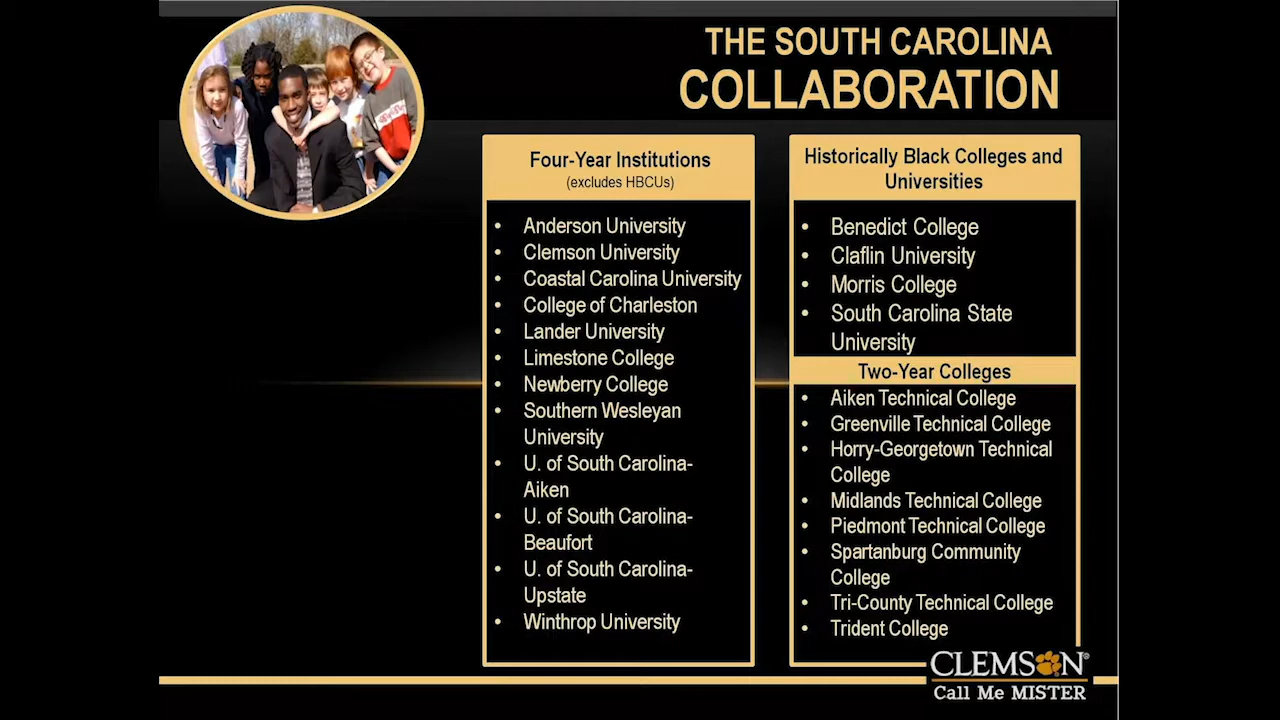 THE SOUTH CAROLINA
COLLABORATION
Four-Year Institutions
(excludes HBCUs)
• Anderson University
• Clemson University
• Coastal Carolina University
• College of Charleston
• Lander University
• Limestone College
• Newberry College
• Southern Wesleyan
University
• U. of South Carolina-
Aiken
• U. of South Carolina-
Beaufort
• U. of South Carolina-
Upstate
• Winthrop University
Historically Black Colleges and
Universities
• Benedict College
• Claflin University
• Morris College
• South Carolina State
University
Two-Year Colleges
• Aiken Technical College
• Greenville Technical College
• Horry-Georgetown Technical
College
• Midlands Technical College
• Piedmont Technical College
• Spartanburg Community
College
• Tri-County Technical College
• Trident College
CLEMSON®
Call Me MISTER